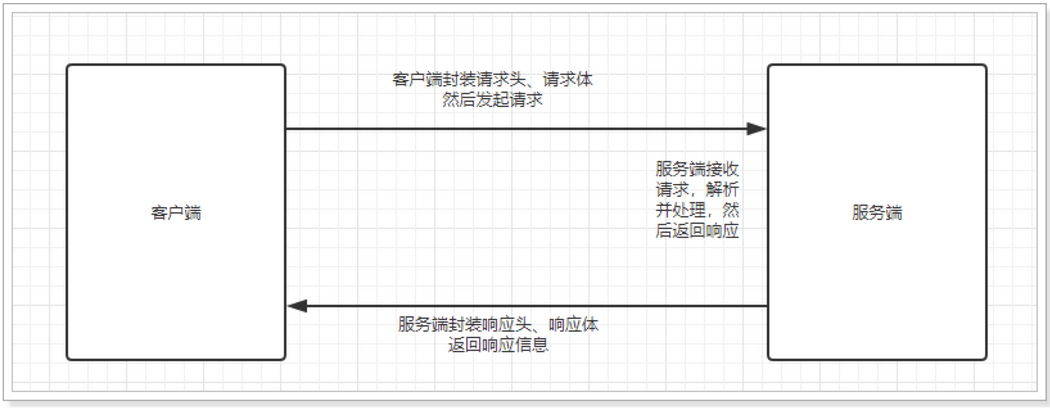 客户端封装请求头、请求体
然后发起请求
服务端接收
请求，解析
并处理，然
后返回响应
客户端
服务端
服务端封装响应头、响应体
返回响应信息